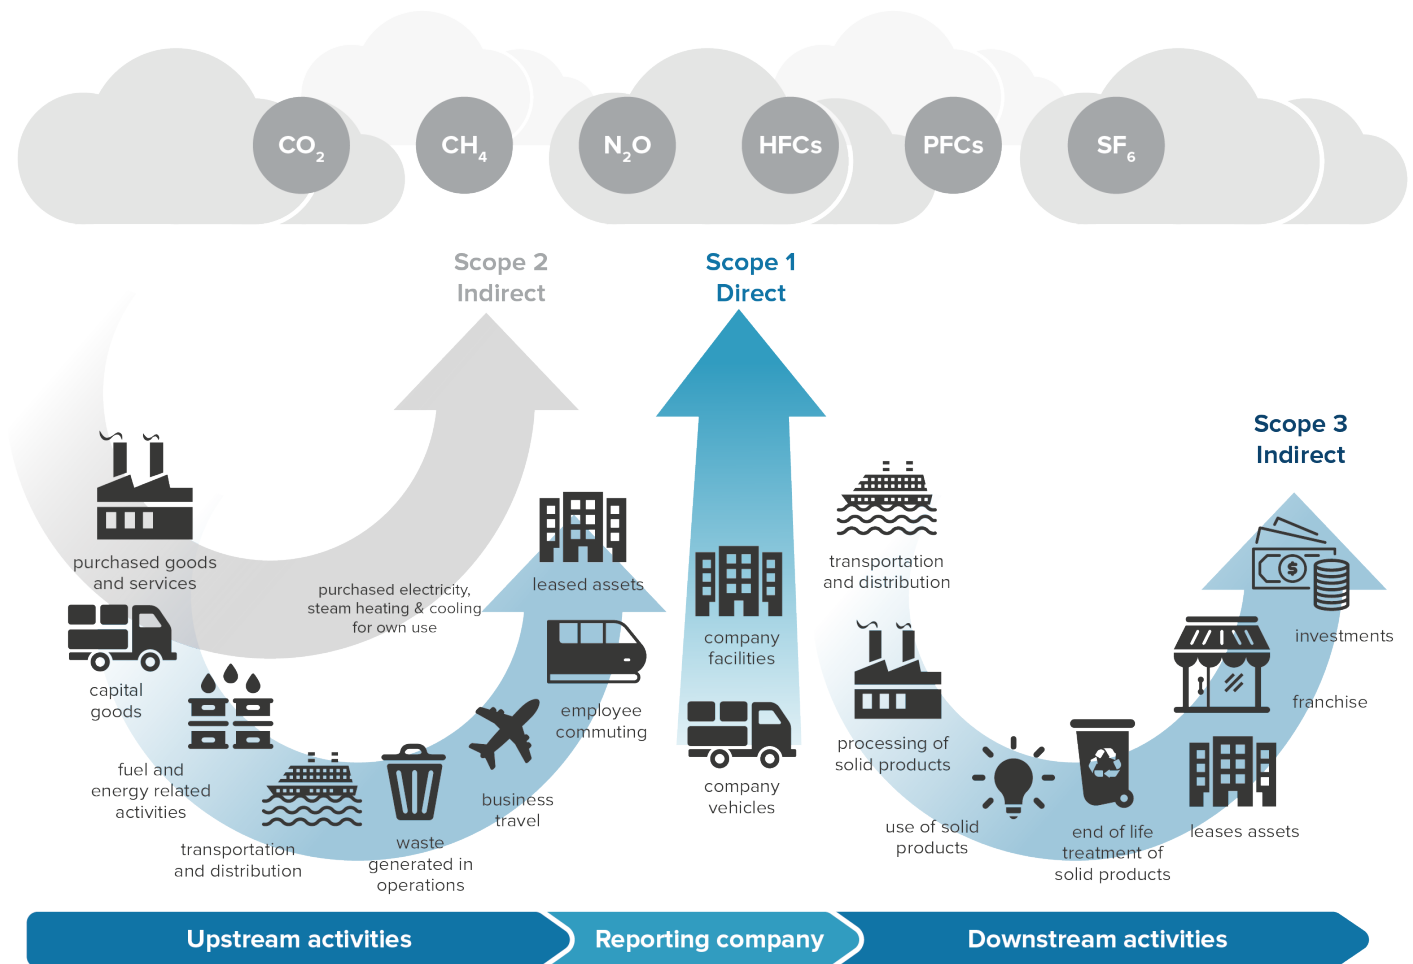 CO2
CH4
N2O
HFCs
PFCs
SF6
Scope 2
Indirect
Scope 1
Direct
Scope 3
Indirect
purchased goods
and services
capital
goods
fuel and
energy related
activities
transportation
and distribution
waste
generated in
operations
business
travel
employee
commuting
leased assets
purchased electricity,
steam heating & cooling
for own use
company
facilities
company
vehicles
transportation
and distribution
processing of
solid products
use of solid
products
end of life
treatment of
solid products
leases assets
franchise
investments
$
Upstream activities
Reporting company
Downstream activities